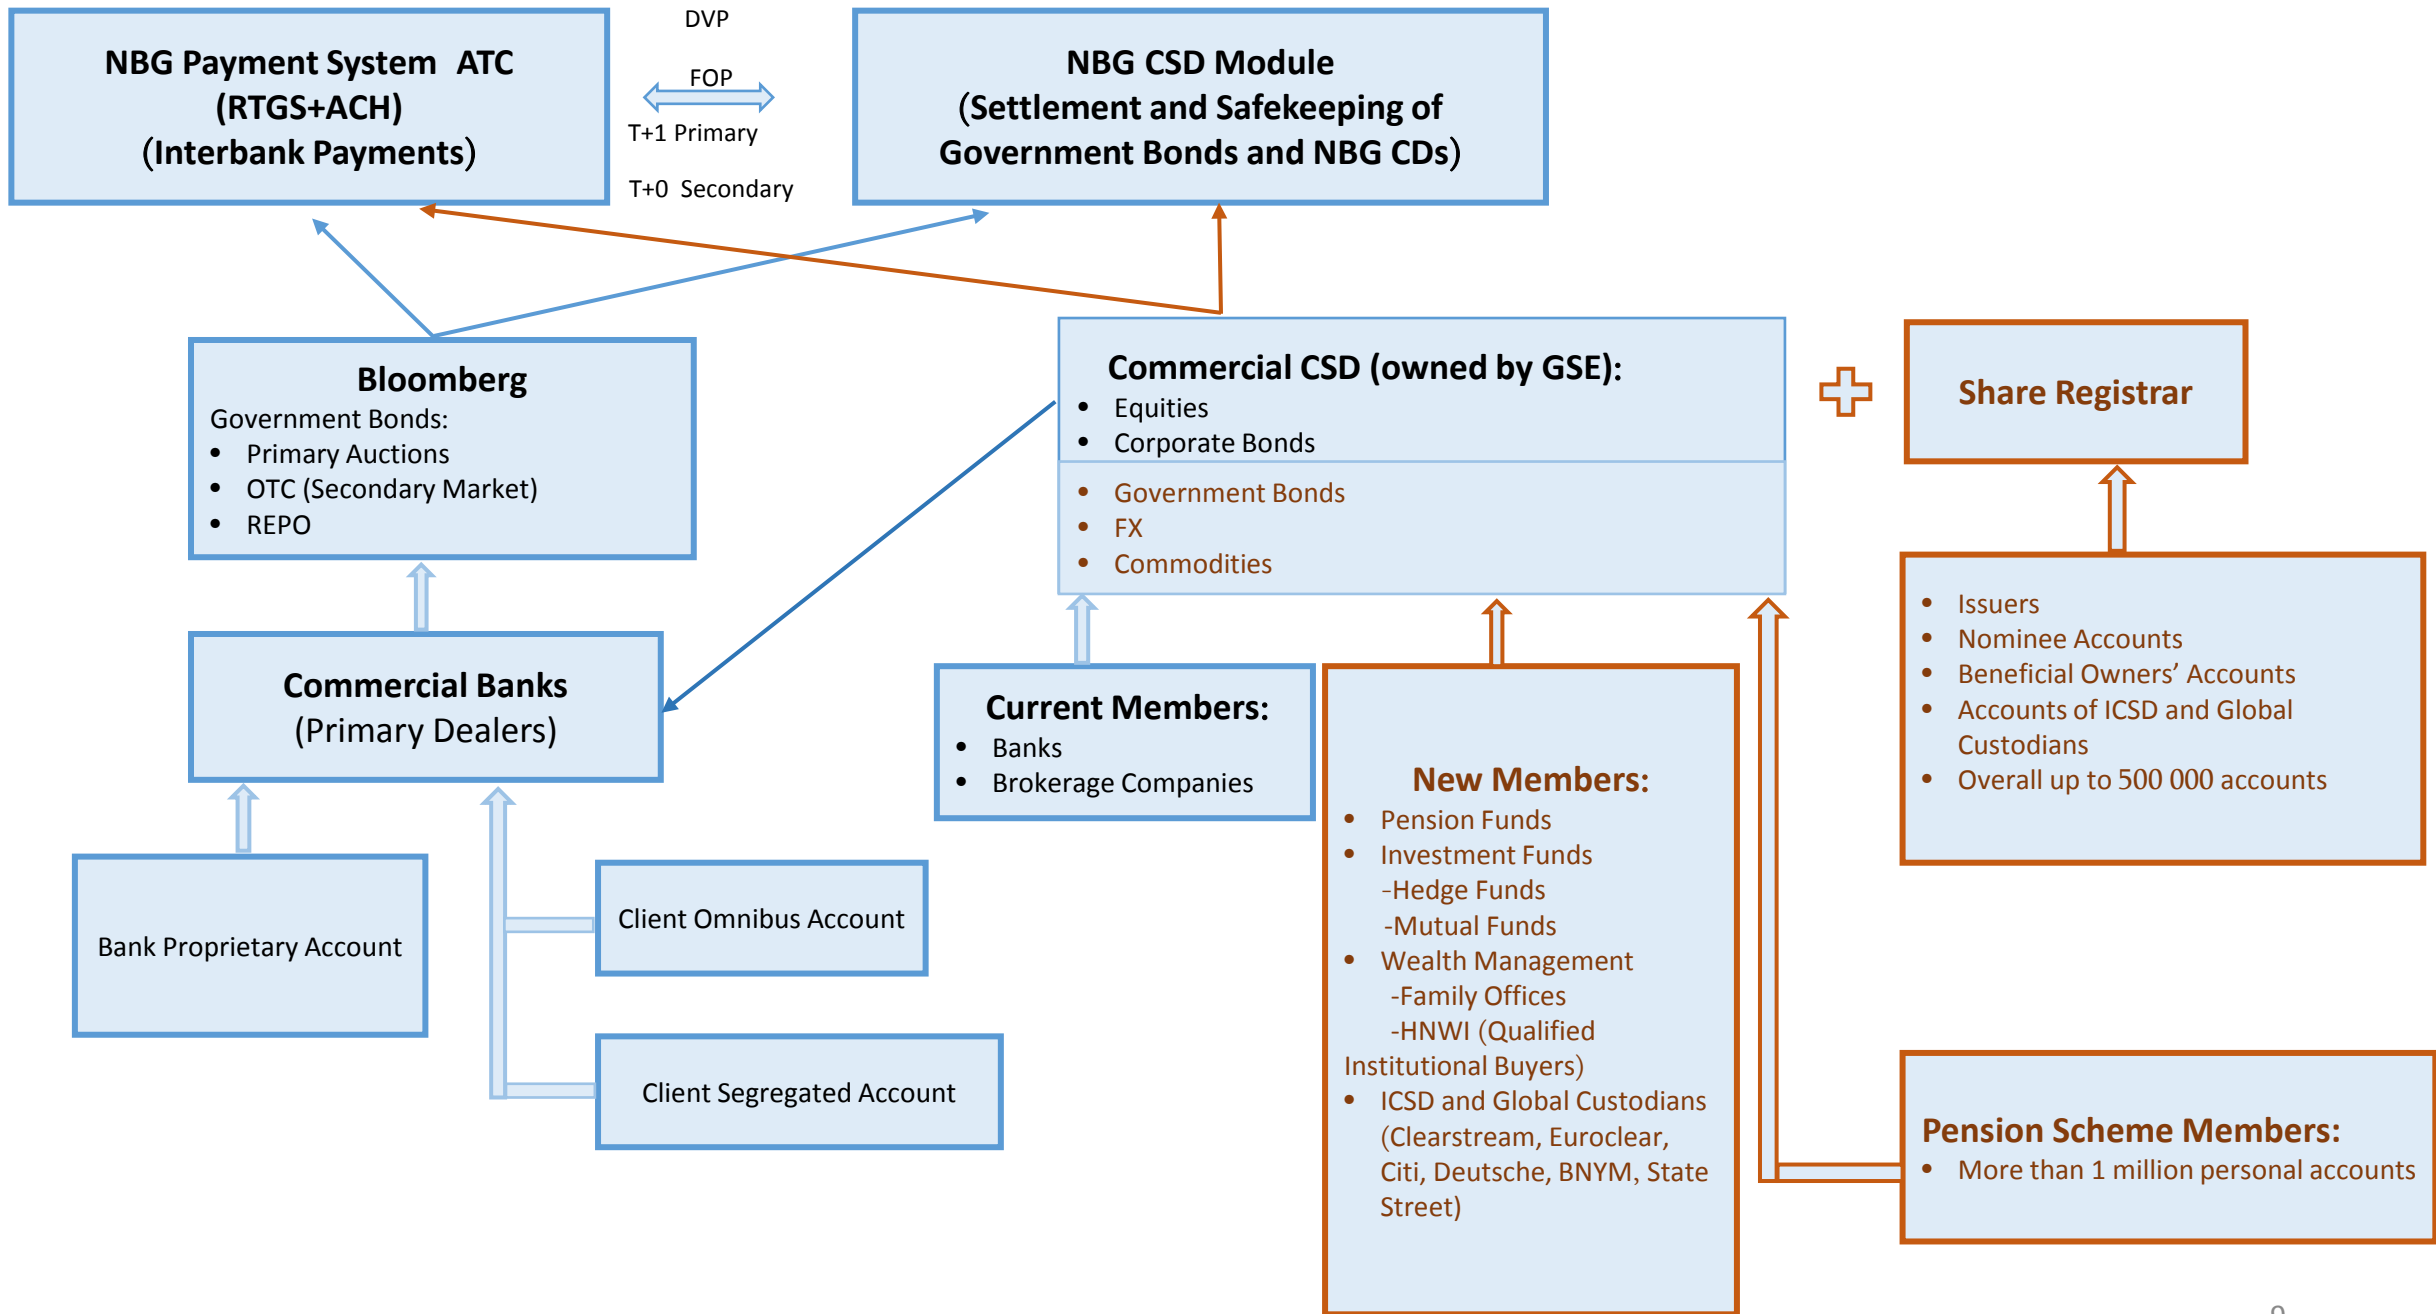 NBG Payment System ATC
(RTGS+ACH)
(Interbank Payments)
DVP
FOP
T+1 Primary
T+0 Secondary
NBG CSD Module
(Settlement and Safekeeping of
Government Bonds and NBG CDs)
Bloomberg
Government Bonds:
• Primary Auctions
• OTC (Secondary Market)
• REPO
Commercial CSD (owned by GSE):
• Equities
• Corporate Bonds
• Government Bonds
• FX
• Commodities
Share Registrar
Commercial Banks
(Primary Dealers)
Current Members:
• Banks
• Brokerage Companies
New Members:
• Pension Funds
• Investment Funds
-Hedge Funds
-Mutual Funds
• Wealth Management
-Family Offices
-HNWI (Qualified
Institutional Buyers)
• ICSD and Global Custodians
(Clearstream, Euroclear,
Citi, Deutsche, BNYM, State
Street)
• Issuers
• Nominee Accounts
• Beneficial Owners’ Accounts
• Accounts of ICSD and Global
Custodians
• Overall up to 500 000 accounts
Bank Proprietary Account
Client Omnibus Account
Client Segregated Account
Pension Scheme Members:
• More than 1 million personal accounts